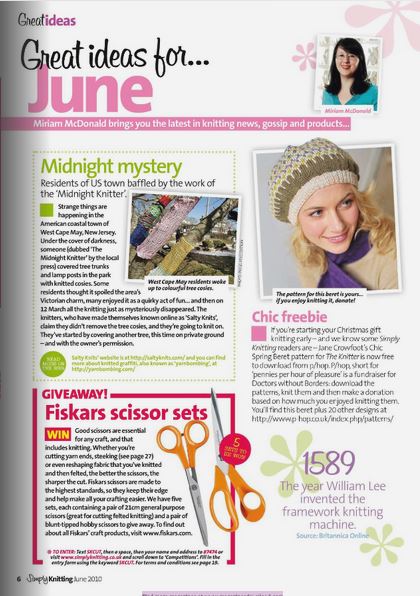 Greatideas
Great ideas for...
June
Miriam McDonald
Miriam McDonald brings you the latest in knitting news, gossip and products...
Midnight mystery
Residents of US town baffled by the work of
the 'Midnight Knitter'.
Strange things are
happening in the
American coastal town of
West Cape May, New Jersey.
Under the cover of darkness,
someone (dubbed 'The
Midnight Knitter' by the local
press) covered tree trunks
and lamp posts in the park
with knitted cosies. Some
residents thought it spoiled the area's
Victorian charm, many enjoyed it as a quirky act of fun... and then on
12 March all the knitting just as mysteriously disappeared. The
knitters, who have made themselves known online as 'Salty Knits',
claim they didn't remove the tree cosies, and they're going to knit on.
They've started by covering another tree, this time on private ground
– and with the owner's permission.
West Cape May residents woke
up to colourful tree cosies.
READ
MORE ON
THE WEB
Salty Knits' website is at http://saltyknits.com/ and you can find
more about knitted graffiti, also known as 'yarnbombing', at
http://yarnbombing.com/
The pattern for this beret is yours...
if you enjoy knitting it, donate!
Chic freebie
If you're starting your Christmas gift
knitting early – and we know some Simply
Knitting readers are – Jane Crowfoot's Chic
Spring Beret pattern for The Knitter is now free
to download from p/hop. P/hop, short for
'pennies per hour of pleasure' is a fundraiser for
Doctors without Borders: download the
patterns, knit them and then make a donation
based on how much you enjoyed knitting them.
You'll find this beret plus 20 other designs at
http://www.p-hop.co.uk/index.php/patterns/
GIVEAWAY!
Fiskars scissor sets
WIN Good scissors are essential
for any craft, and that
includes knitting. Whether you're
cutting yarn ends, steeking (see page 27)
or even reshaping fabric that you've knitted
and then felted, the better the scissors, the
sharper the cut. Fiskars scissors are made to
the highest standards, so they keep their edge
and help make all your crafting easier. We have five
sets, each containing a pair of 21cm general purpose
scissors (great for cutting felted knitting) and a pair of
blunt-tipped hobby scissors to give away. To find out
about all Fiskars' craft products, visit www.fiskars.com.
5
SETS TO
BE WON!
TO ENTER: Text SKCUT, then a space, then your name and address to 87474 or
visit www.simplyknitting.co.uk and scroll down to 'Competitions'. Fill in the
entry form using the keyword SKCUT. For terms and conditions see page 19.
1589
The year William Lee
invented the
framework knitting
machine.
Source: Britannica Online
6 Simply Knitting June 2010